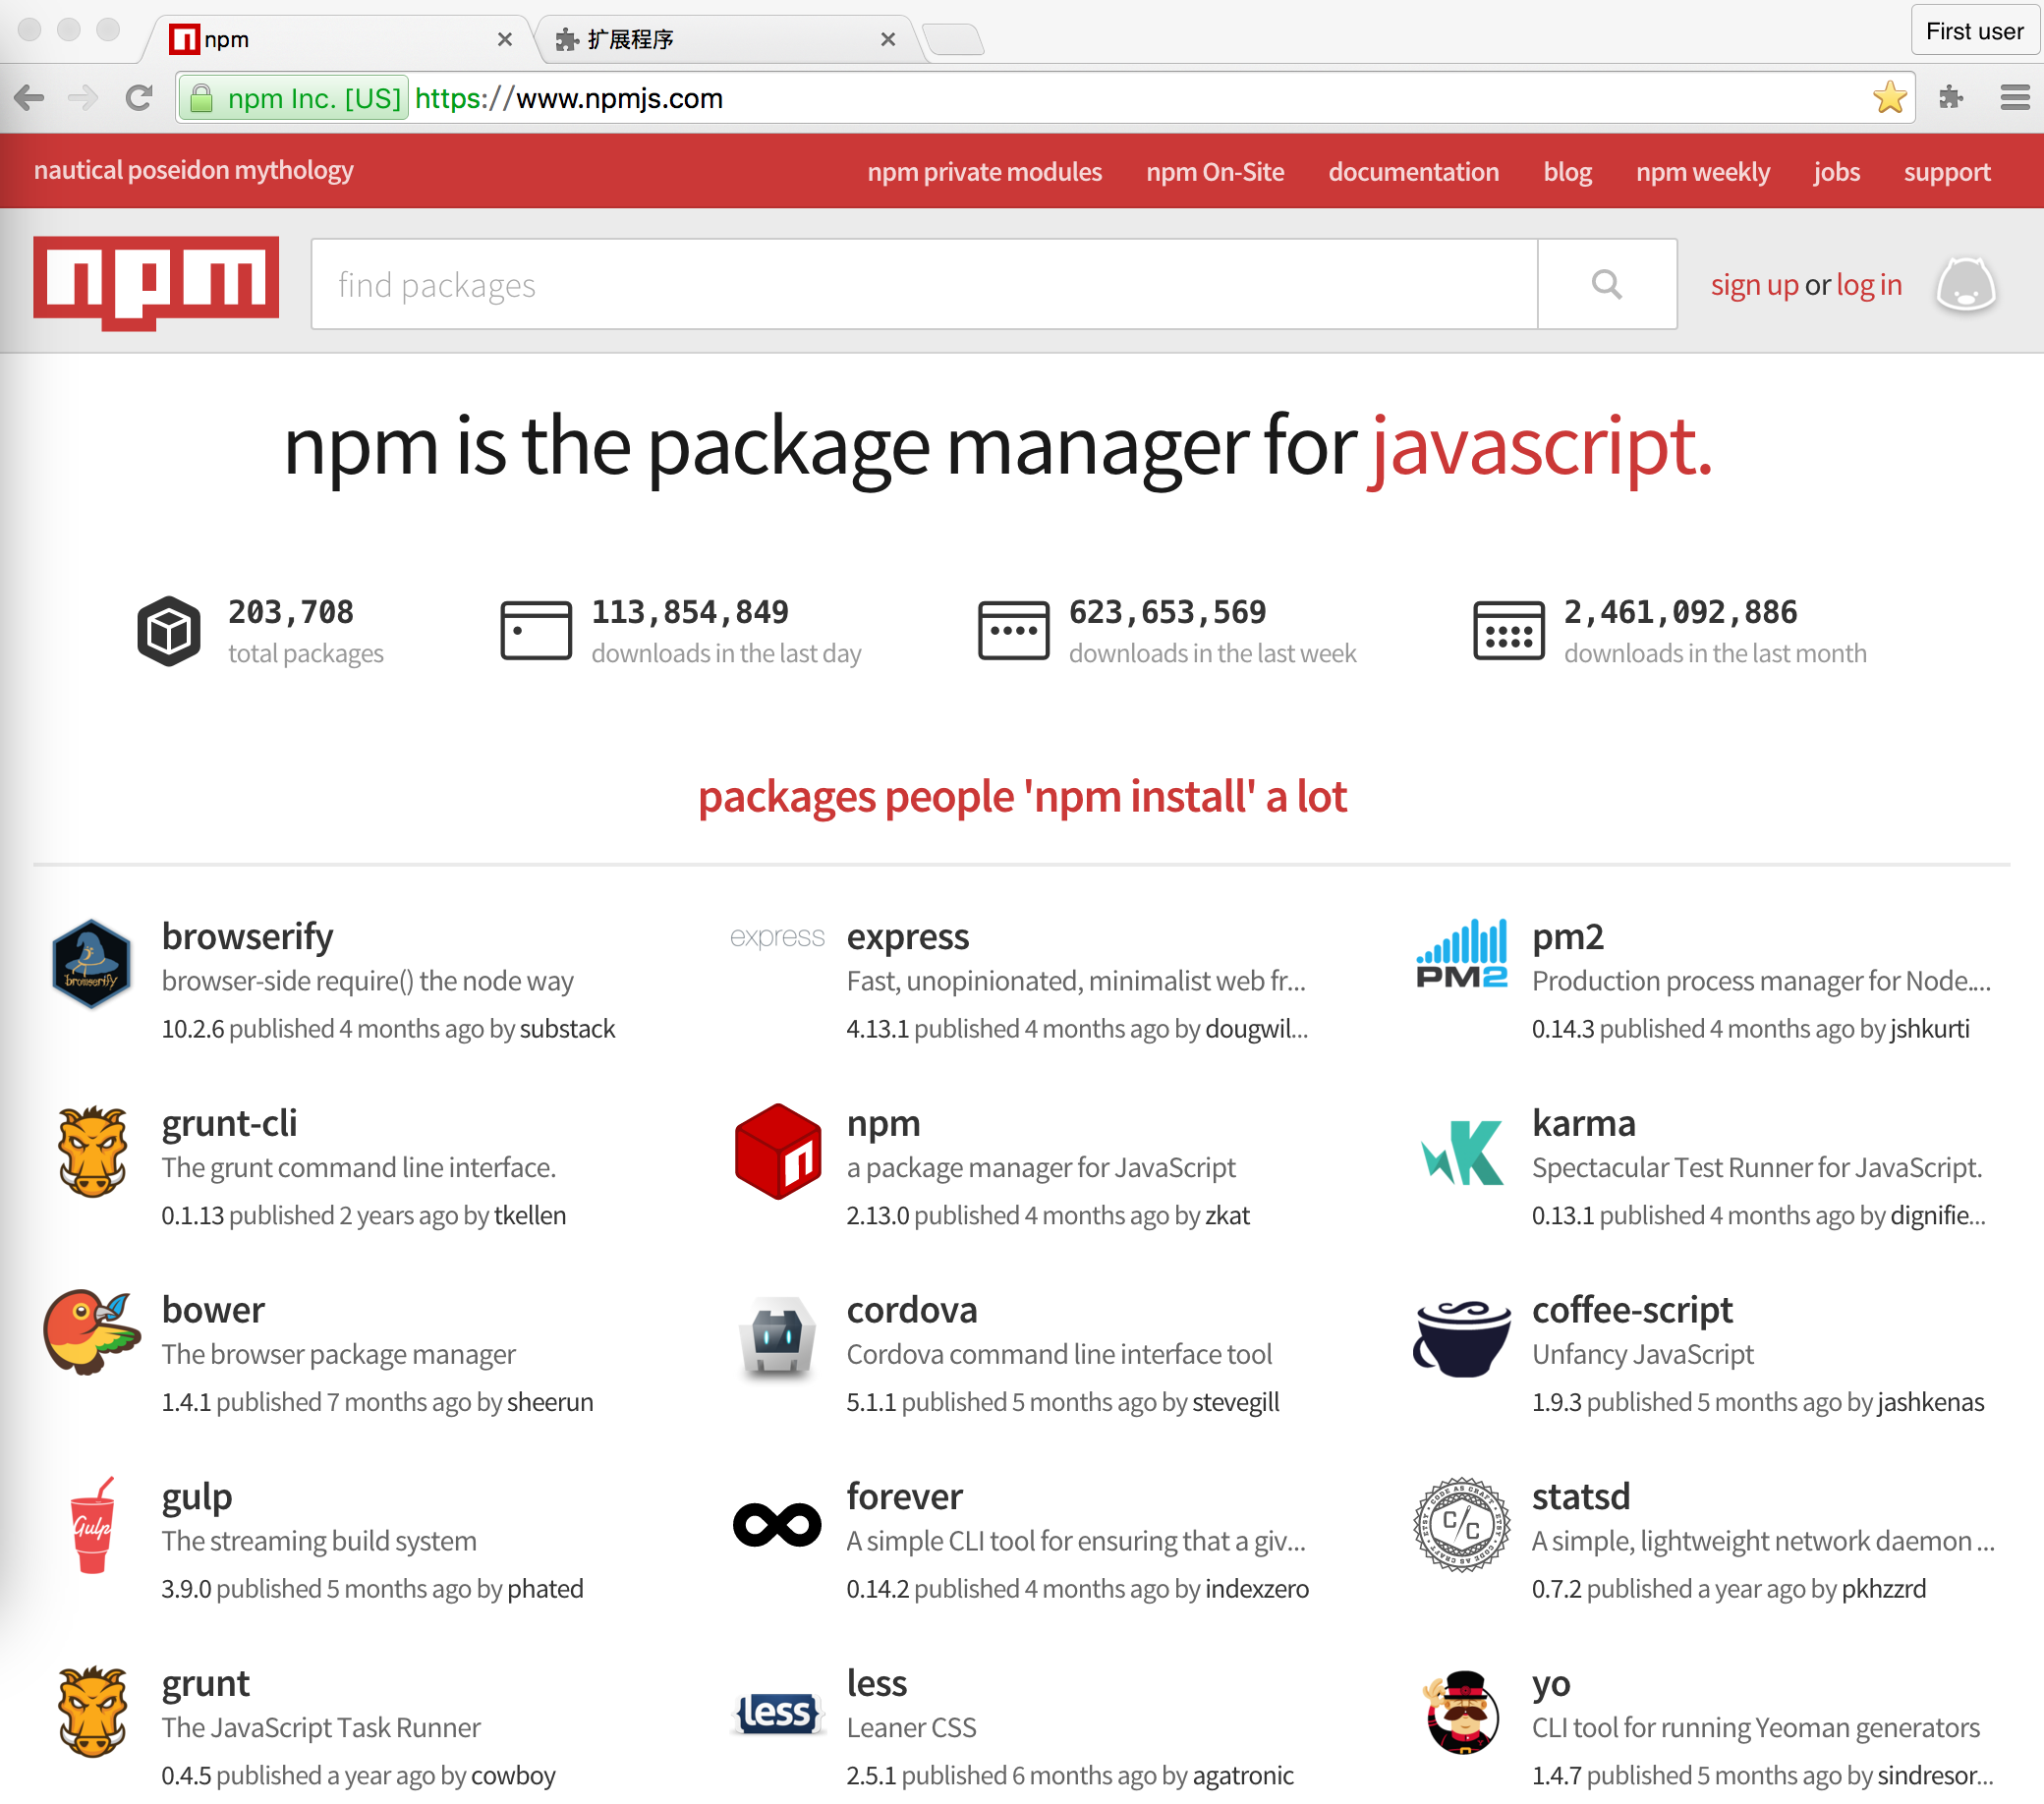 npm
扩展程序
First user
npm Inc. [US] https://www.npmjs.com
nautical poseidon mythology
npm private modules npm On-Site documentation blog npm weekly jobs support
npm
find packages
sign up or log in
npm is the package manager for javascript.
203,708
total packages
113,854,849
downloads in the last day
623,653,569
downloads in the last week
2,461,092,886
downloads in the last month
packages people 'npm install' a lot
browserify
browserify
browser-side require() the node way
10.2.6 published 4 months ago by substack
express
express
Fast, unopinionated, minimalist web fr...
4.13.1 published 4 months ago by dougwil...
PM2
pm2
Production process manager for Node....
0.14.3 published 4 months ago by jshkurti
grunt-cli
The grunt command line interface.
0.1.13 published 2 years ago by tkellen
n
npm
a package manager for JavaScript
2.13.0 published 4 months ago by zkat
K
karma
Spectacular Test Runner for JavaScript.
0.13.1 published 4 months ago by dignifie...
bower
The browser package manager
1.4.1 published 7 months ago by sheerun
cordova
Cordova command line interface tool
5.1.1 published 5 months ago by stevegill
coffee-script
Unfancy JavaScript
1.9.3 published 5 months ago by jashkenas
Gulp
gulp
The streaming build system
3.9.0 published 5 months ago by phated
forever
A simple CLI tool for ensuring that a giv...
0.14.2 published 4 months ago by indexzero
CODE AS CRAFT ETSY CODE AS CRAFT ETSY
C/C
statsd
A simple, lightweight network daemon ...
0.7.2 published a year ago by pkhzzrd
grunt
The JavaScript Task Runner
0.4.5 published a year ago by cowboy
{less}
less
Leaner CSS
2.5.1 published 6 months ago by agatronic
yo
CLI tool for running Yeoman generators
1.4.7 published 5 months ago by sindresor...